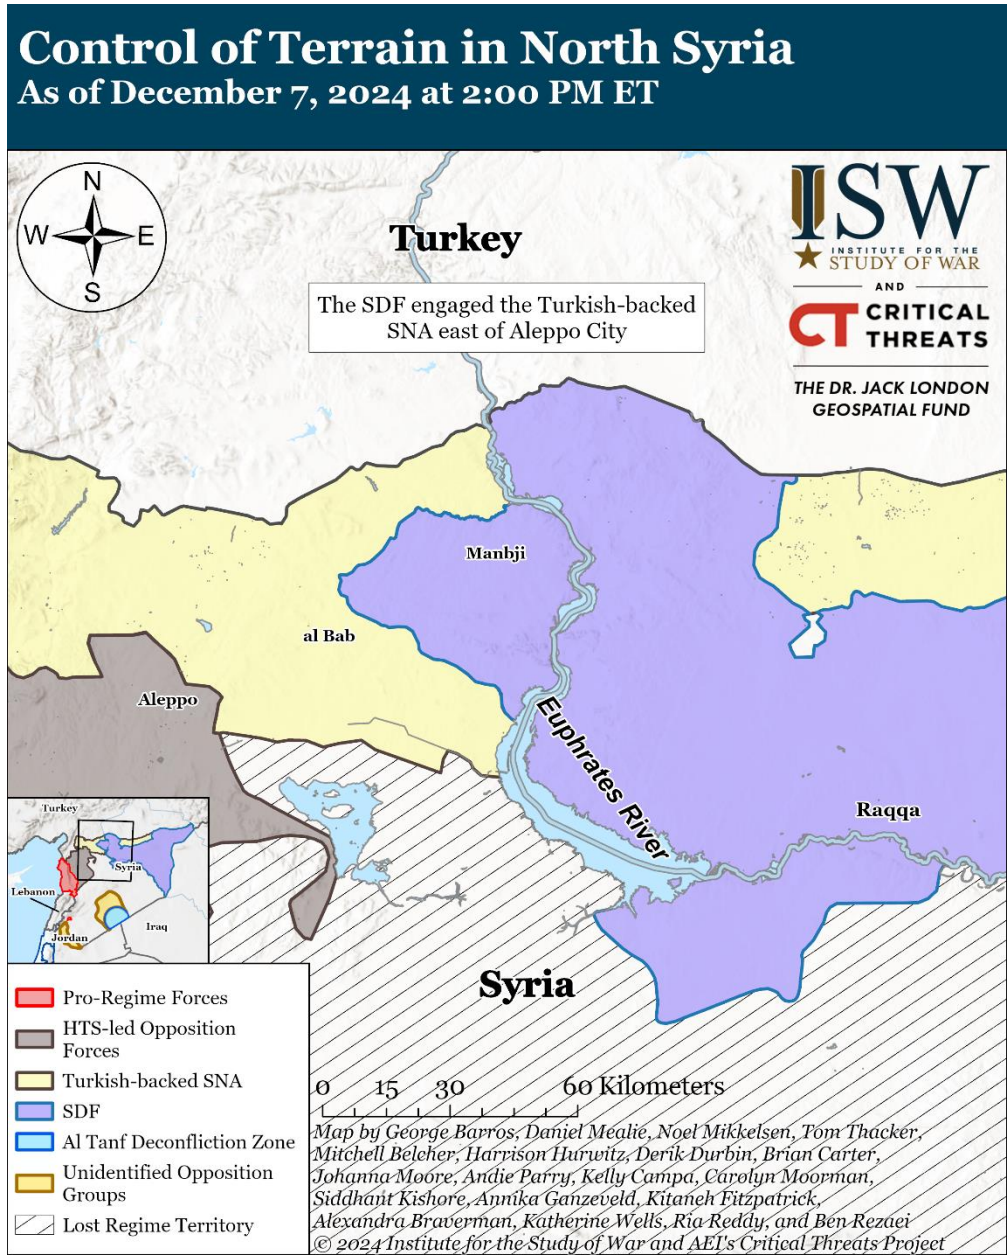 Control of Terrain in North Syria
As of December 7, 2024 at 2:00 PM ET
N
W
E
S
ISW
INSTITUTE FOR THE
STUDY OF WAR
AND
CT CRITICAL
THREATS
THE DR. JACK LONDON
GEOSPATIAL FUND
Turkey
The SDF engaged the Turkish-backed
SNA east of Aleppo City
Manbji
al Bab
Aleppo
Euphrates River
Raqqa
Syria
Turkey
Syria
Lebanon
Iraq
Jordan
Pro-Regime Forces
HTS-led Opposition
Forces
Turkish-backed SNA
SDF
Al Tanf Deconfliction Zone
Unidentified Opposition
Groups
Lost Regime Territory
0 15 30 60 Kilometers
Map by George Barros, Daniel Mealie, Noel Mikkelsen, Tom Thacker,
Mitchell Belcher, Harrison Hurwitz, Derik Durbin, Brian Carter,
Johanna Moore, Andie Parry, Kelly Campa, Carolyn Moorman,
Siddhant Kishore, Annika Ganzeveld, Kitaneh Fitzpatrick,
Alexandra Braverman, Katherine Wells, Ria Reddy, and Ben Rezaei
© 2024 Institute for the Study of War and AEI's Critical Threats Project